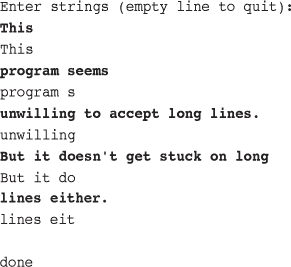 Enter strings (empty line to quit):
This
This
program seems
program s
unwilling to accept long lines.
unwilling
But it doesn't get stuck on long
But it do
lines either.
lines eit
done